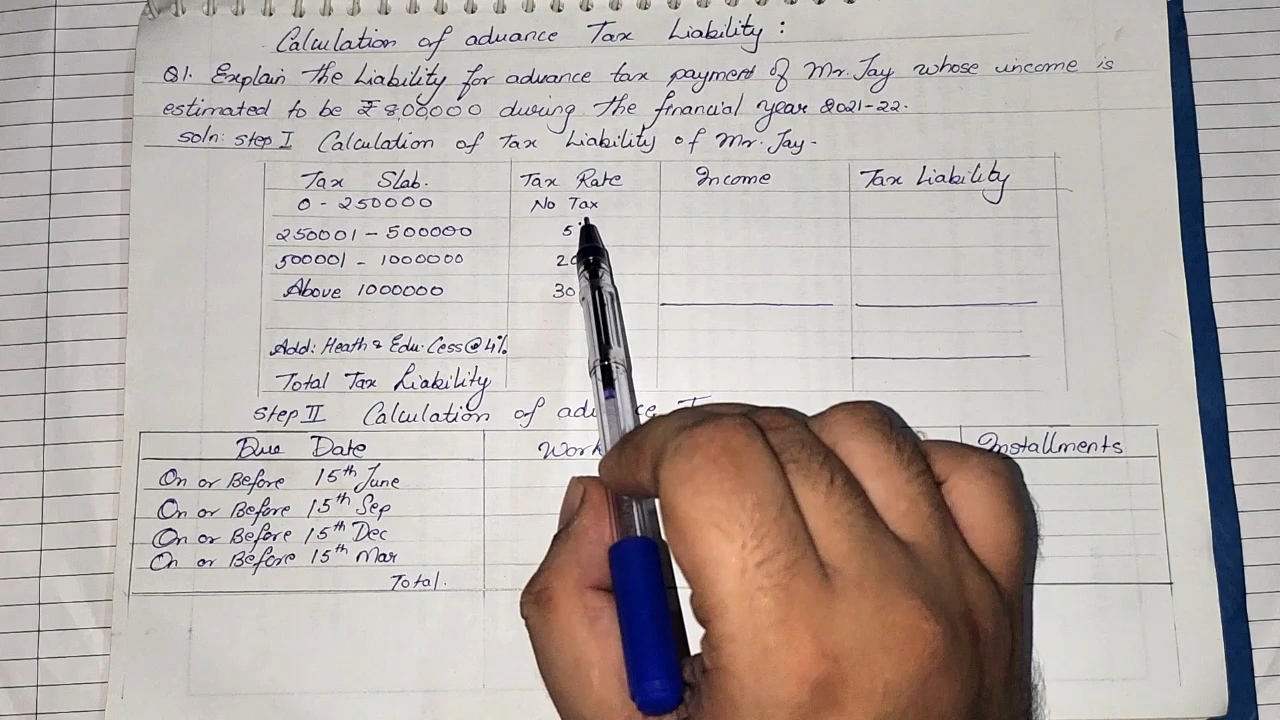 Calculation of advance Tax Liability :
Q1. Explain the Liability for advance tax payment of Mr. Jay whose income is
estimated to be ₹ 8,00,000 during the financial year 2021-22.
Soln: Step I Calculation of Tax Liability of Mr. Jay-
Tax Slab. Tax Rate Income Tax Liability
0 - 250000 No Tax
250001 - 500000 5
500001 - 1000000 20
Above 1000000 30
Add: Heath & Edu. Cess @ 4%
Total Tax Liability
Step II Calculation of
Due Date Installments
On or Before 15th June
On or Before 15th Sep
On or Before 15th Dec
On or Before 15th Mar
Total.